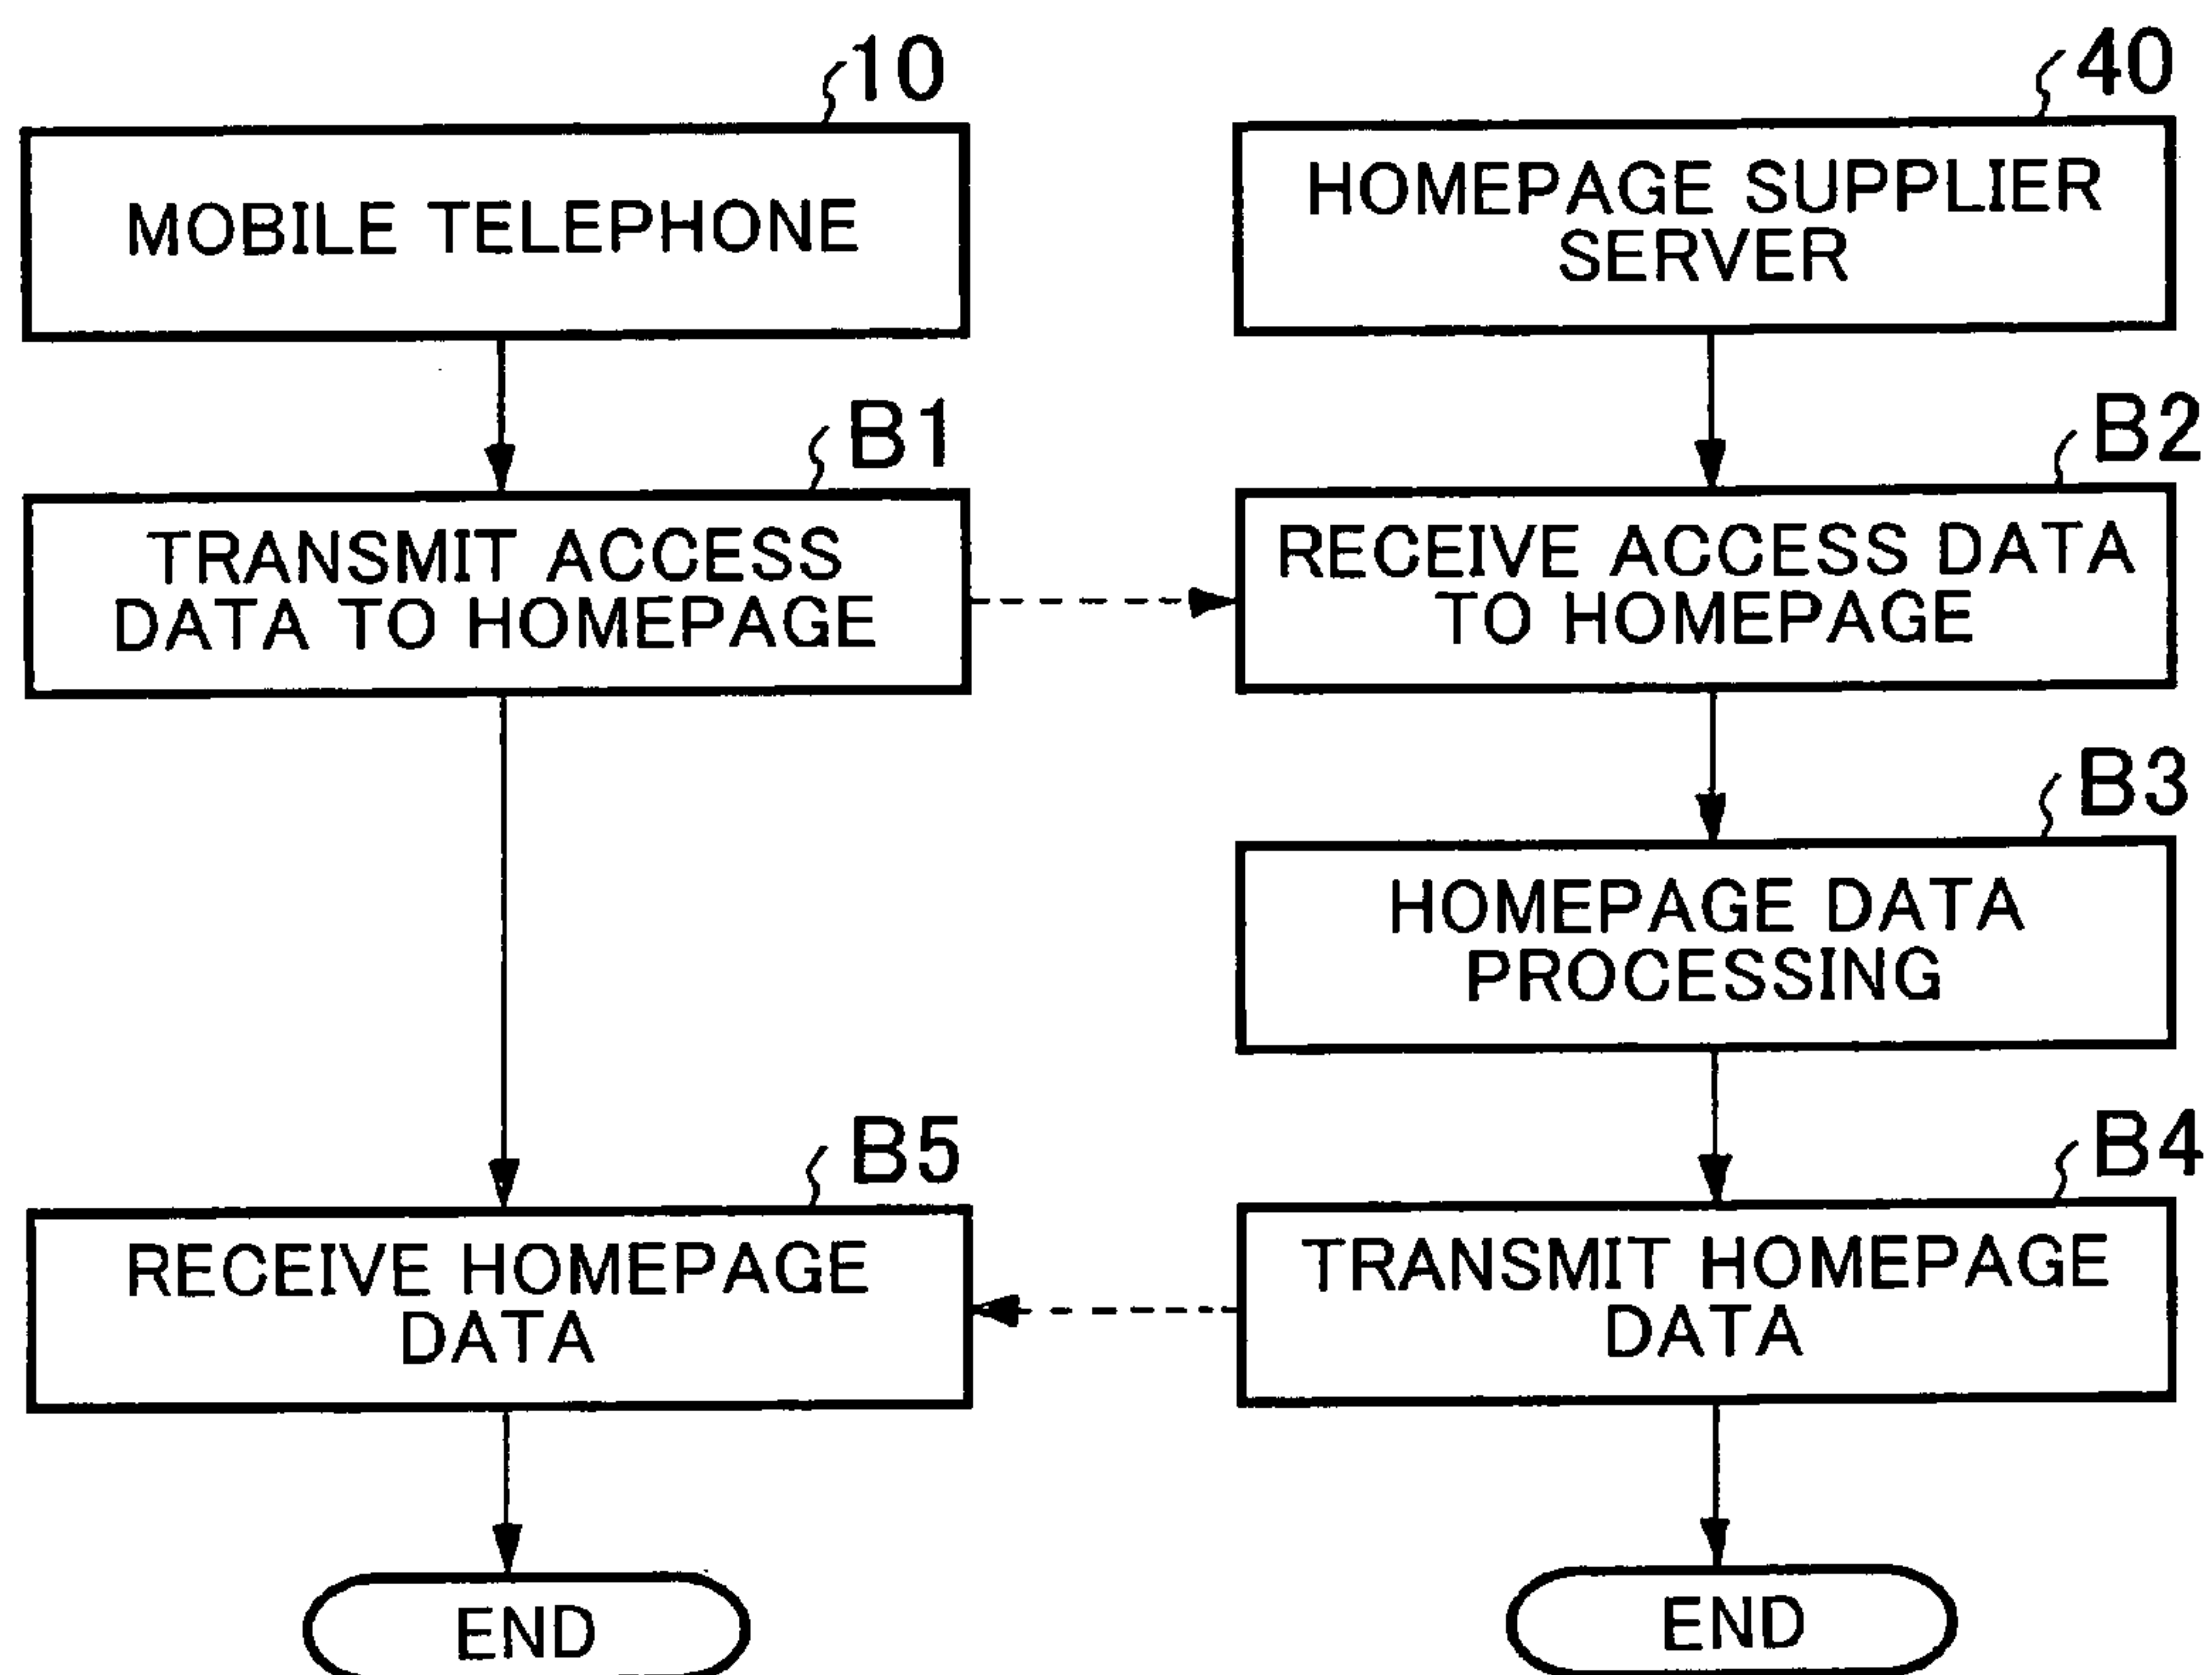 10
MOBILE TELEPHONE
40
HOMEPAGE SUPPLIER
SERVER
B1
TRANSMIT ACCESS
DATA TO HOMEPAGE
B2
RECEIVE ACCESS DATA
TO HOMEPAGE
B3
HOMEPAGE DATA
PROCESSING
B5
RECEIVE HOMEPAGE
DATA
B4
TRANSMIT HOMEPAGE
DATA
END
END